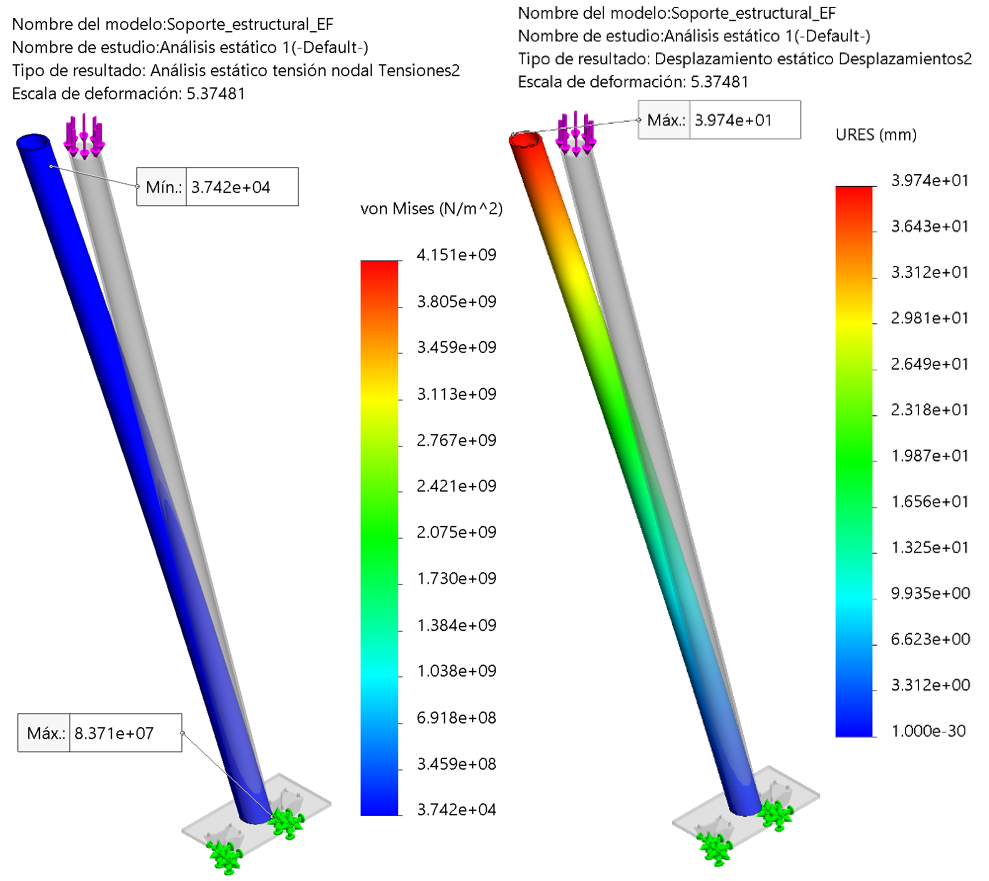 Nombre del modelo:Soporte_estructural_EF
Nombre de estudio:Análisis estático 1(-Default-)
Tipo de resultado: Análisis estático tensión nodal Tensiones2
Escala de deformación: 5.37481
Mín.: 3.742e+04
von Mises (N/m^2)
4.151e+09
3.805e+09
3.459e+09
3.113e+09
2.767e+09
2.421e+09
2.075e+09
1.730e+09
1.384e+09
1.038e+09
6.918e+08
3.459e+08
3.742e+04
Máx.: 8.371e+07
Nombre del modelo:Soporte_estructural_EF
Nombre de estudio:Análisis estático 1(-Default-)
Tipo de resultado: Desplazamiento estático Desplazamientos2
Escala de deformación: 5.37481
Máx.: 3.974e+01
URES (mm)
3.974e+01
3.643e+01
3.312e+01
2.981e+01
2.649e+01
2.318e+01
1.987e+01
1.656e+01
1.325e+01
9.935e+00
6.623e+00
3.312e+00
1.000e-30